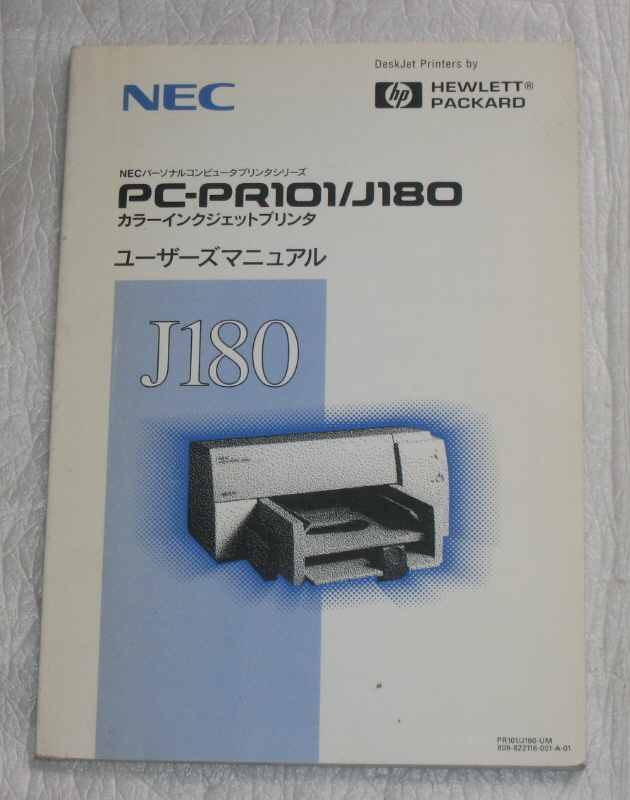 DeskJet Printers by
NEC
hp HEWLETT®
PACKARD
NECパーソナルコンピュータプリンタシリーズ
PC-PR101/J180
カラーインクジェットプリンタ
ユーザーズマニュアル
J180
NEC
PR101/J180-UM
808-822116-001-A-01